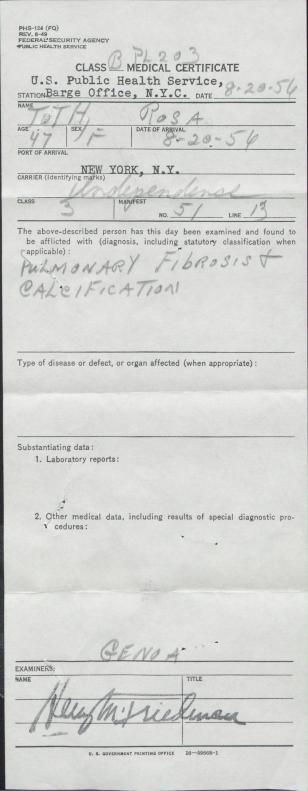 PHS-124 (FQ)
REV. 6-49
FEDERAL SECURITY AGENCY
PUBLIC HEALTH SERVICE
CLASS B PL203 MEDICAL CERTIFICATE
U.S. Public Health Service,
STATION Barge Office, N.Y.C. DATE 8-20-56
NAME
TOTH, ROSA
AGE SEX DATE OF ARRIVAL
47 F 8-20-56
PORT OF ARRIVAL
NEW YORK, N.Y.
CARRIER (Identifying marks)
Independence
CLASS MANIFEST
3 NO. 51 LINE 13
The above-described person has this day been examined and found to
be afflicted with (diagnosis, including statutory classification when
applicable):
PULMONARY FIBROSIS &
CALCIFICATION
Type of disease or defect, or organ affected (when appropriate):
Substantiating data:
1. Laboratory reports:
2. Other medical data, including results of special diagnostic pro-
cedures:
GENOA
EXAMINERS:
NAME TITLE
Henry M. Friedman
U. S. GOVERNMENT PRINTING OFFICE 16-59668-1